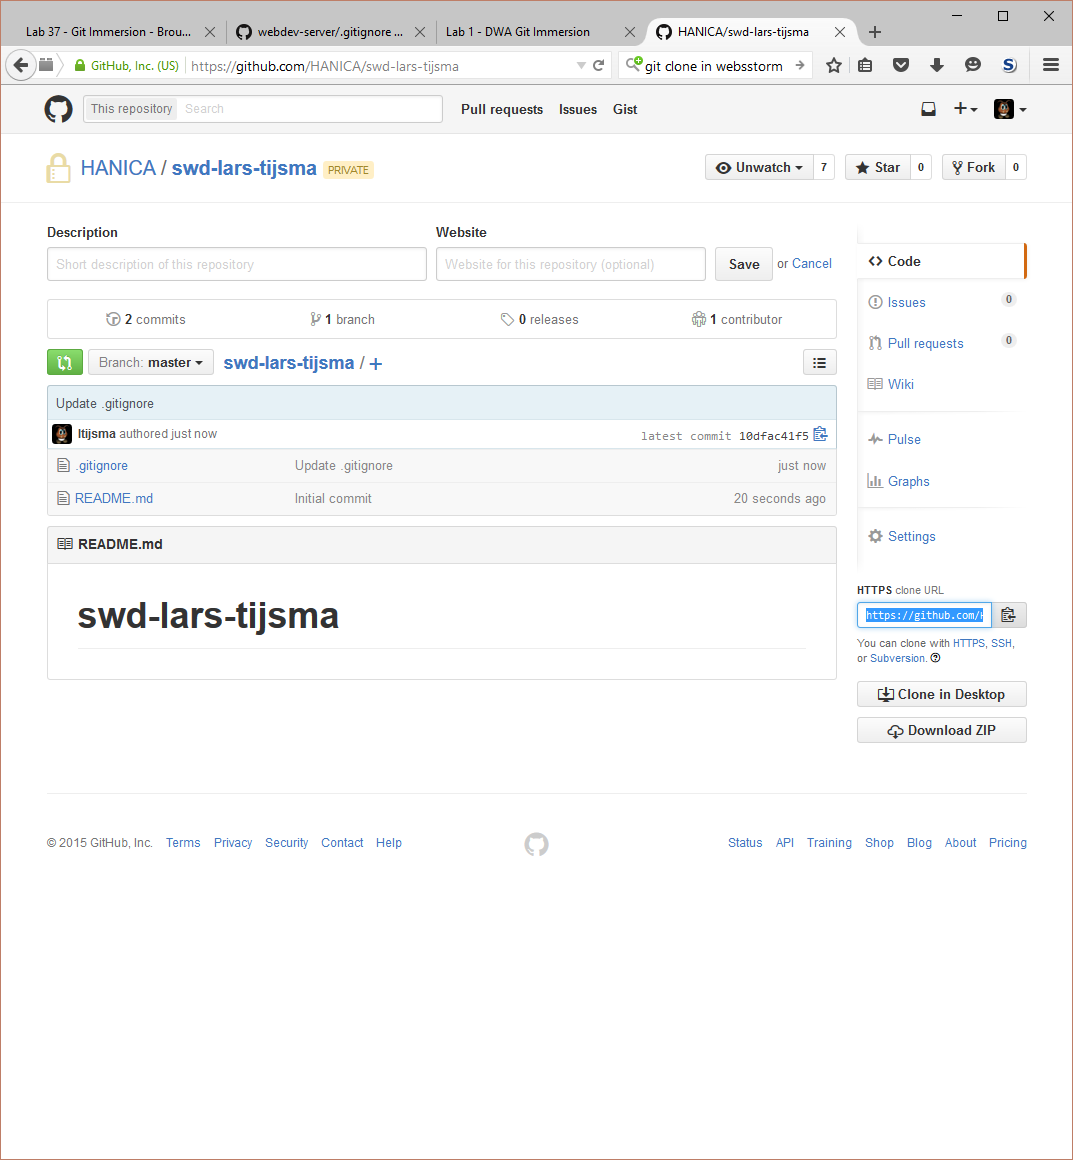 Lab 37 - Git Immersion - Brou...
webdev-server/.gitignore ...
Lab 1 - DWA Git Immersion
HANICA/swd-lars-tijsma
GitHub, Inc. (US)
https://github.com/HANICA/swd-lars-tijsma
git clone in websstorm
This repository Search
Pull requests Issues Gist
HANICA / swd-lars-tijsma PRIVATE
Unwatch 7 Star 0 Fork 0
Description Website
Short description of this repository Website for this repository (optional) Save or Cancel
2 commits 1 branch 0 releases 1 contributor
Branch: master swd-lars-tijsma / +
Update .gitignore
ltijsma authored just now latest commit 10dfac41f5
.gitignore Update .gitignore just now
README.md Initial commit 20 seconds ago
README.md
swd-lars-tijsma
Code
Issues 0
Pull requests 0
Wiki
Pulse
Graphs
Settings
HTTPS clone URL
https://github.com/
You can clone with HTTPS, SSH,
or Subversion.
Clone in Desktop
Download ZIP
© 2015 GitHub, Inc. Terms Privacy Security Contact Help
Status API Training Shop Blog About Pricing